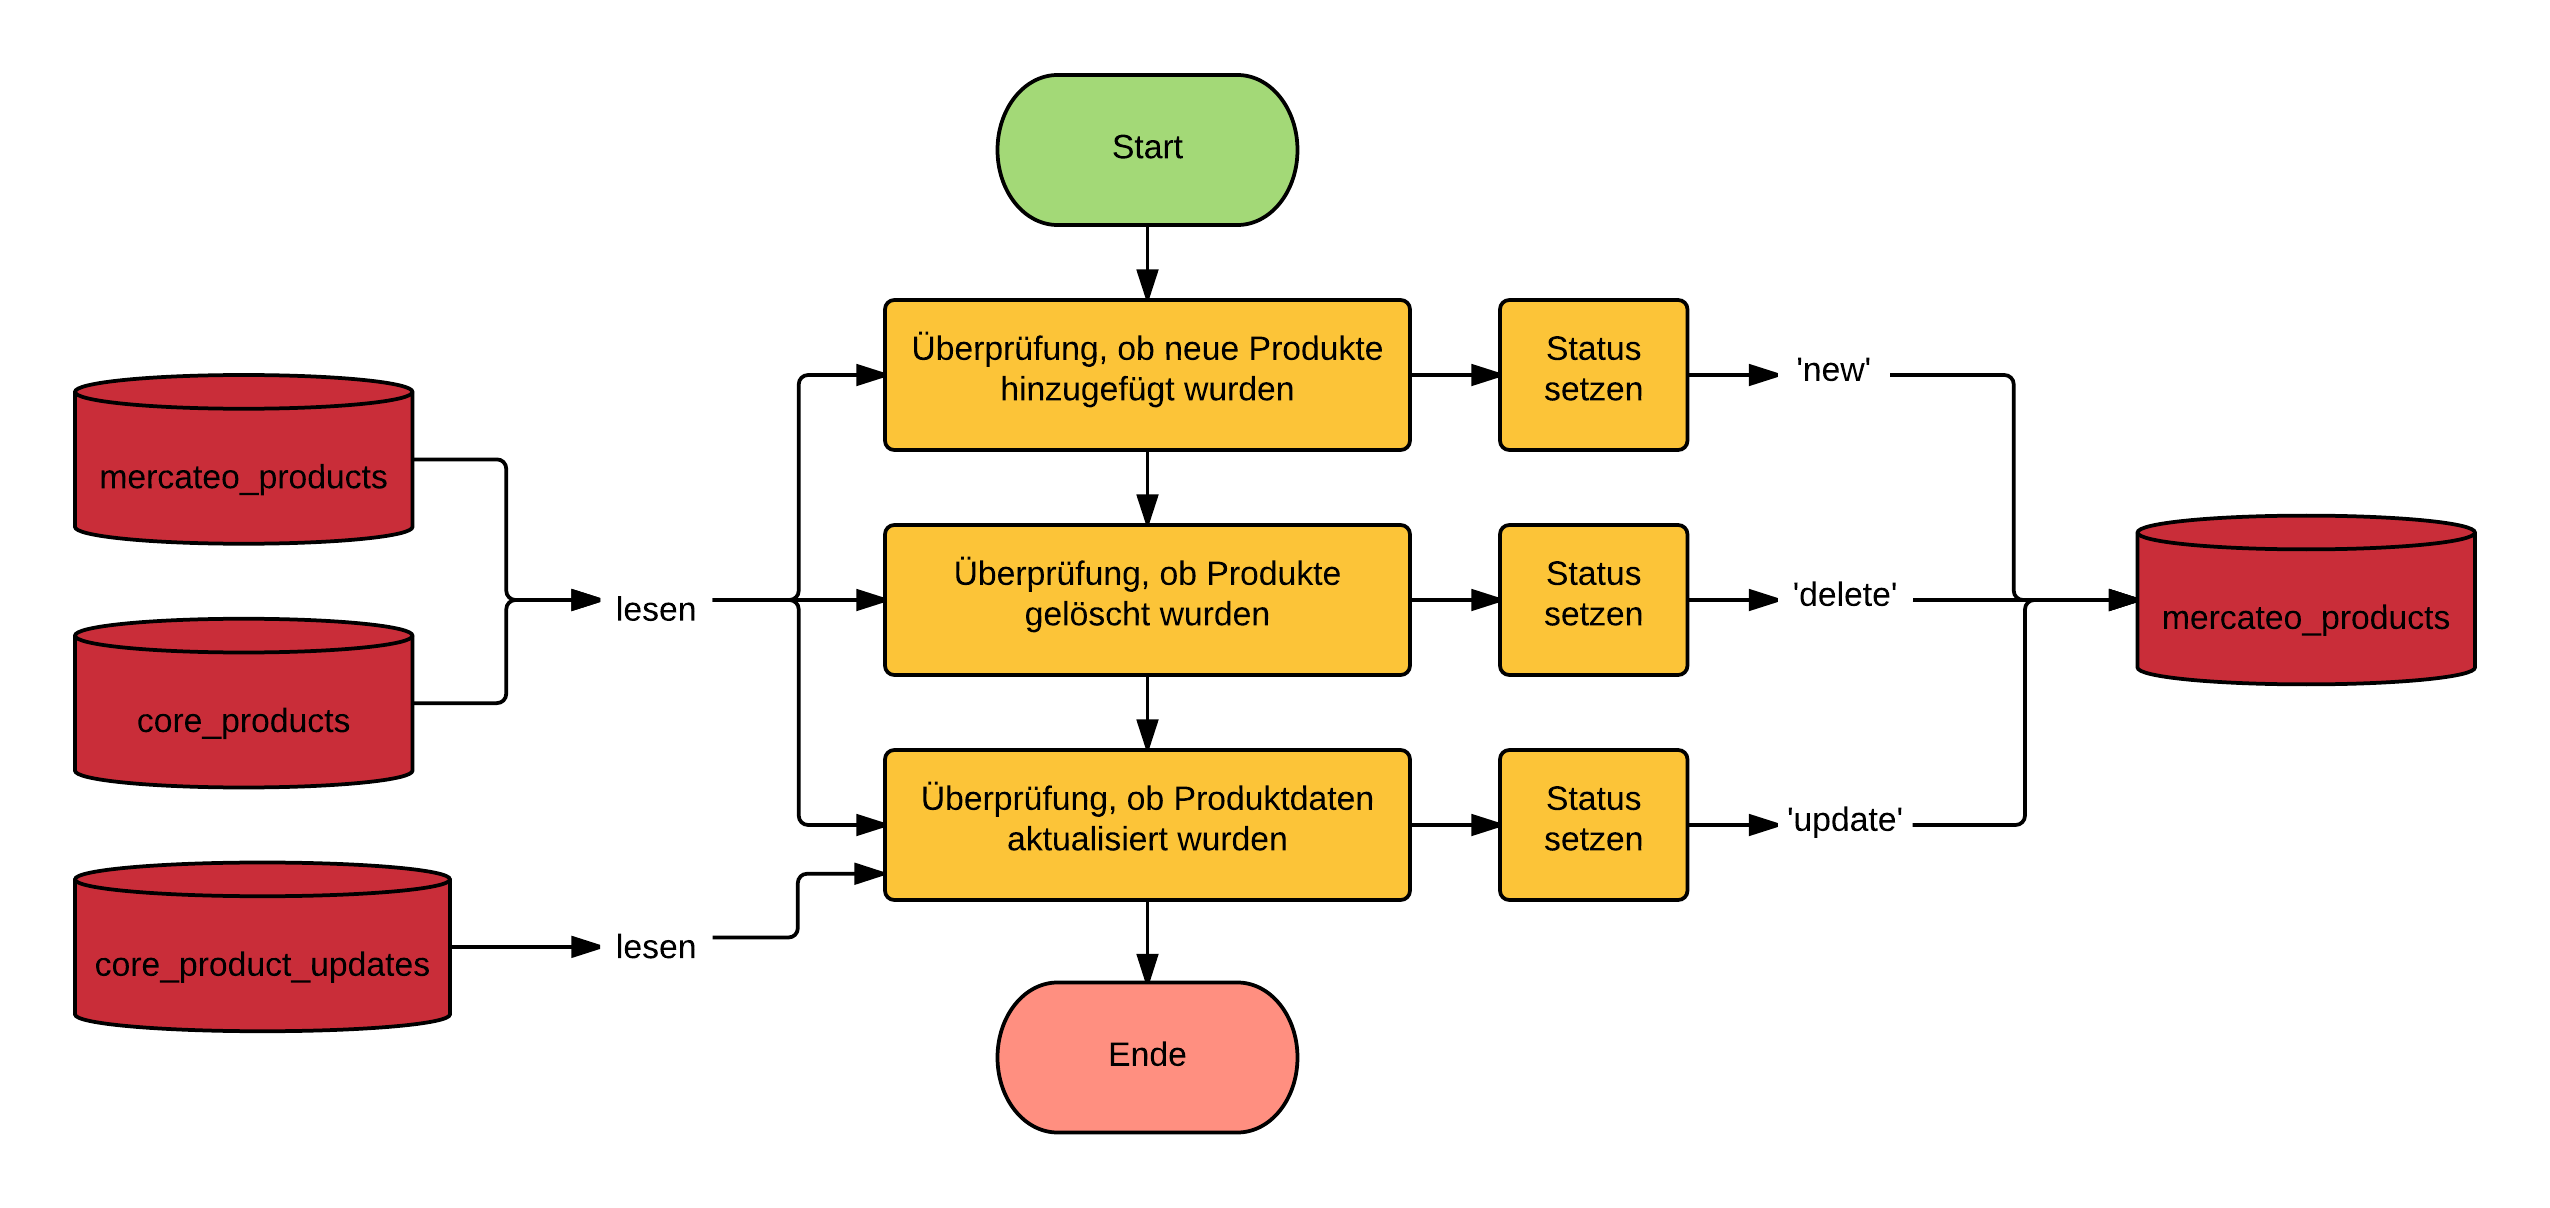 Start
Überprüfung, ob neue Produkte
hinzugefügt wurden
Status
setzen
'new'
mercateo_products
core_products
lesen
Überprüfung, ob Produkte
gelöscht wurden
Status
setzen
'delete'
mercateo_products
Überprüfung, ob Produktdaten
aktualisiert wurden
Status
setzen
'update'
core_product_updates
lesen
Ende